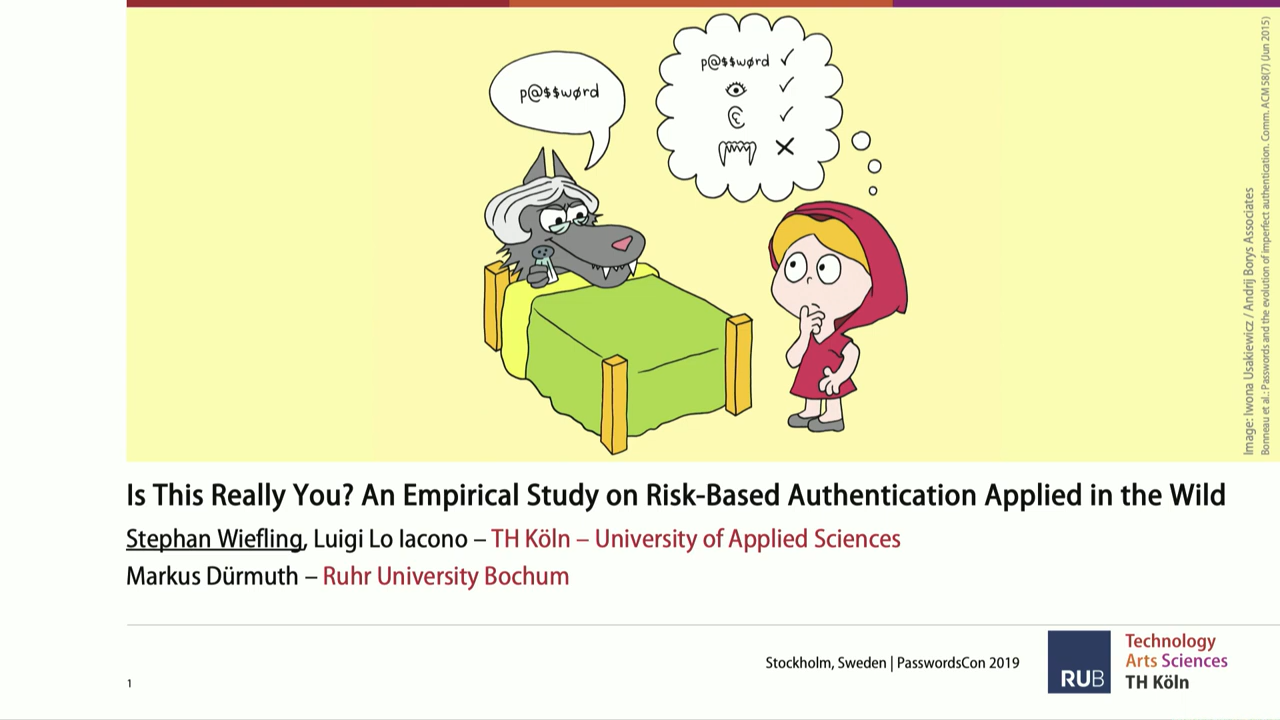 p@$$wørd
p@$$wørd ✓
✓
✓
✕
Image: Iwona Usakiewicz / Andrij Borys Associates
Bonneau et al.: Passwords and the evolution of imperfect authentication. Comm. ACM 58(7) (Jun 2015)
Is This Really You? An Empirical Study on Risk-Based Authentication Applied in the Wild
Stephan Wiefling, Luigi Lo Iacono – TH Köln – University of Applied Sciences
Markus Dürmuth – Ruhr University Bochum
Stockholm, Sweden | PasswordsCon 2019
RUB
Technology
Arts Sciences
TH Köln
1